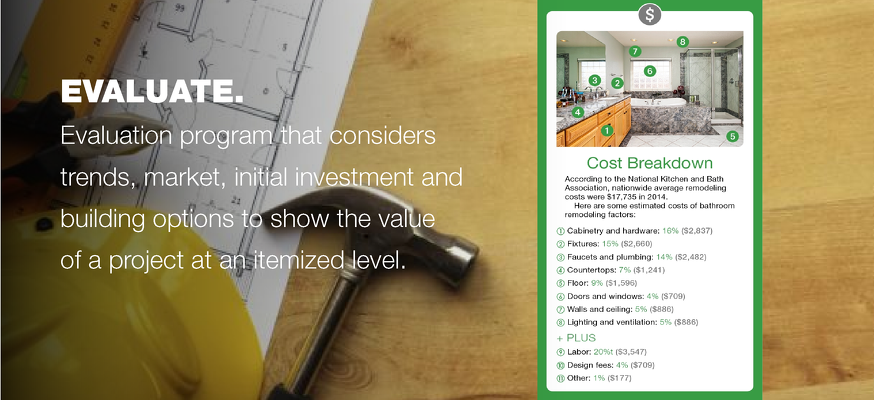 EVALUATE.
Evaluation program that considers
trends, market, initial investment and
building options to show the value
of a project at an itemized level.
$
7
8
3
2
6
4
1
5
Cost Breakdown
According to the National Kitchen and Bath
Association, nationwide average remodeling
costs were $17,735 in 2014.
Here are some estimated costs of bathroom
remodeling factors:
① Cabinetry and hardware: 16% ($2,837)
② Fixtures: 15% ($2,660)
③ Faucets and plumbing: 14% ($2,482)
④ Countertops: 7% ($1,241)
⑤ Floor: 9% ($1,596)
⑥ Doors and windows: 4% ($709)
⑦ Walls and ceiling: 5% ($886)
⑧ Lighting and ventilation: 5% ($886)
+ PLUS
⑨ Labor: 20%t ($3,547)
⑩ Design fees: 4% ($709)
⑪ Other: 1% ($177)